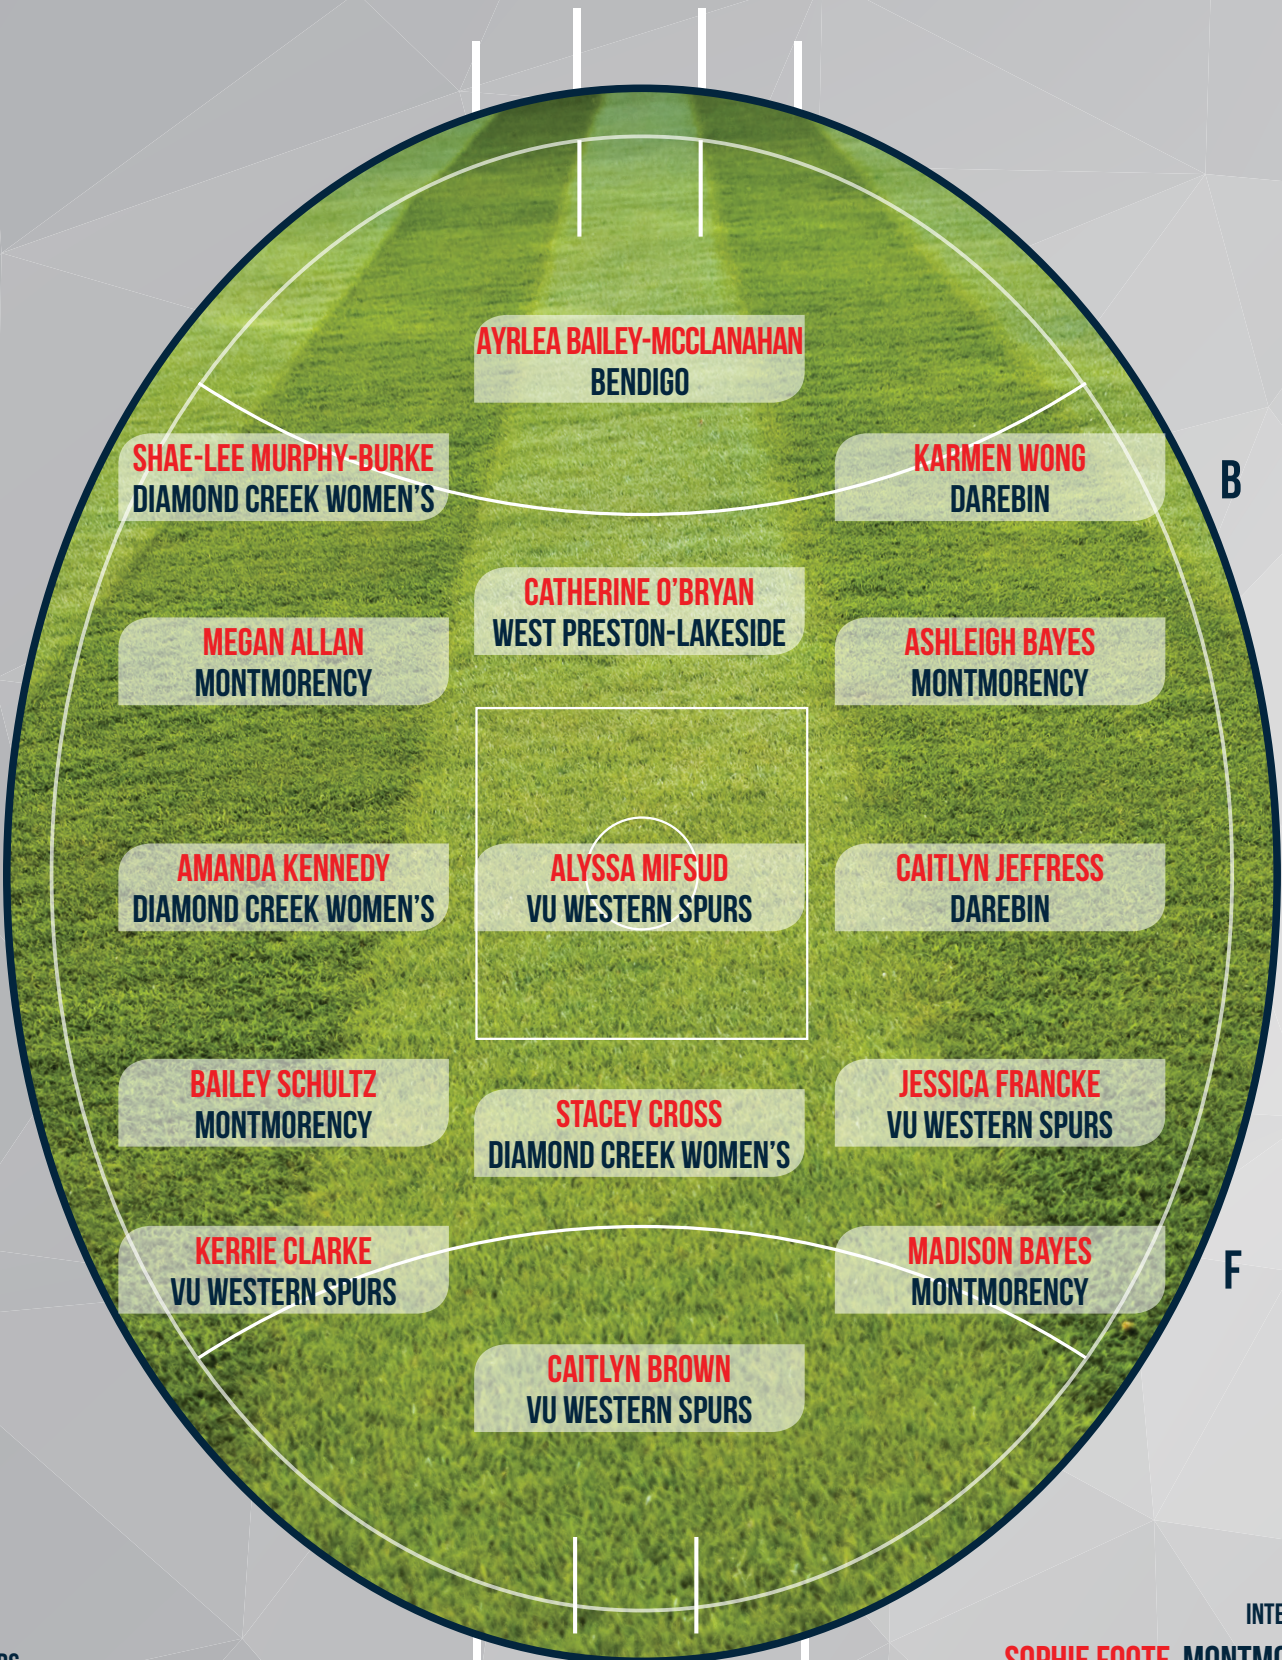 AYRLEA BAILEY-MCCLANAHAN
BENDIGO
SHAE-LEE MURPHY-BURKE
DIAMOND CREEK WOMEN'S
KARMEN WONG
DAREBIN
B
CATHERINE O'BRYAN
WEST PRESTON-LAKESIDE
MEGAN ALLAN
MONTMORENCY
ASHLEIGH BAYES
MONTMORENCY
AMANDA KENNEDY
DIAMOND CREEK WOMEN'S
ALYSSA MIFSUD
VU WESTERN SPURS
CAITLYN JEFFRESS
DAREBIN
BAILEY SCHULTZ
MONTMORENCY
STACEY CROSS
DIAMOND CREEK WOMEN'S
JESSICA FRANCKE
VU WESTERN SPURS
KERRIE CLARKE
VU WESTERN SPURS
MADISON BAYES
MONTMORENCY
F
CAITLYN BROWN
VU WESTERN SPURS
SOPHIE FOOTE